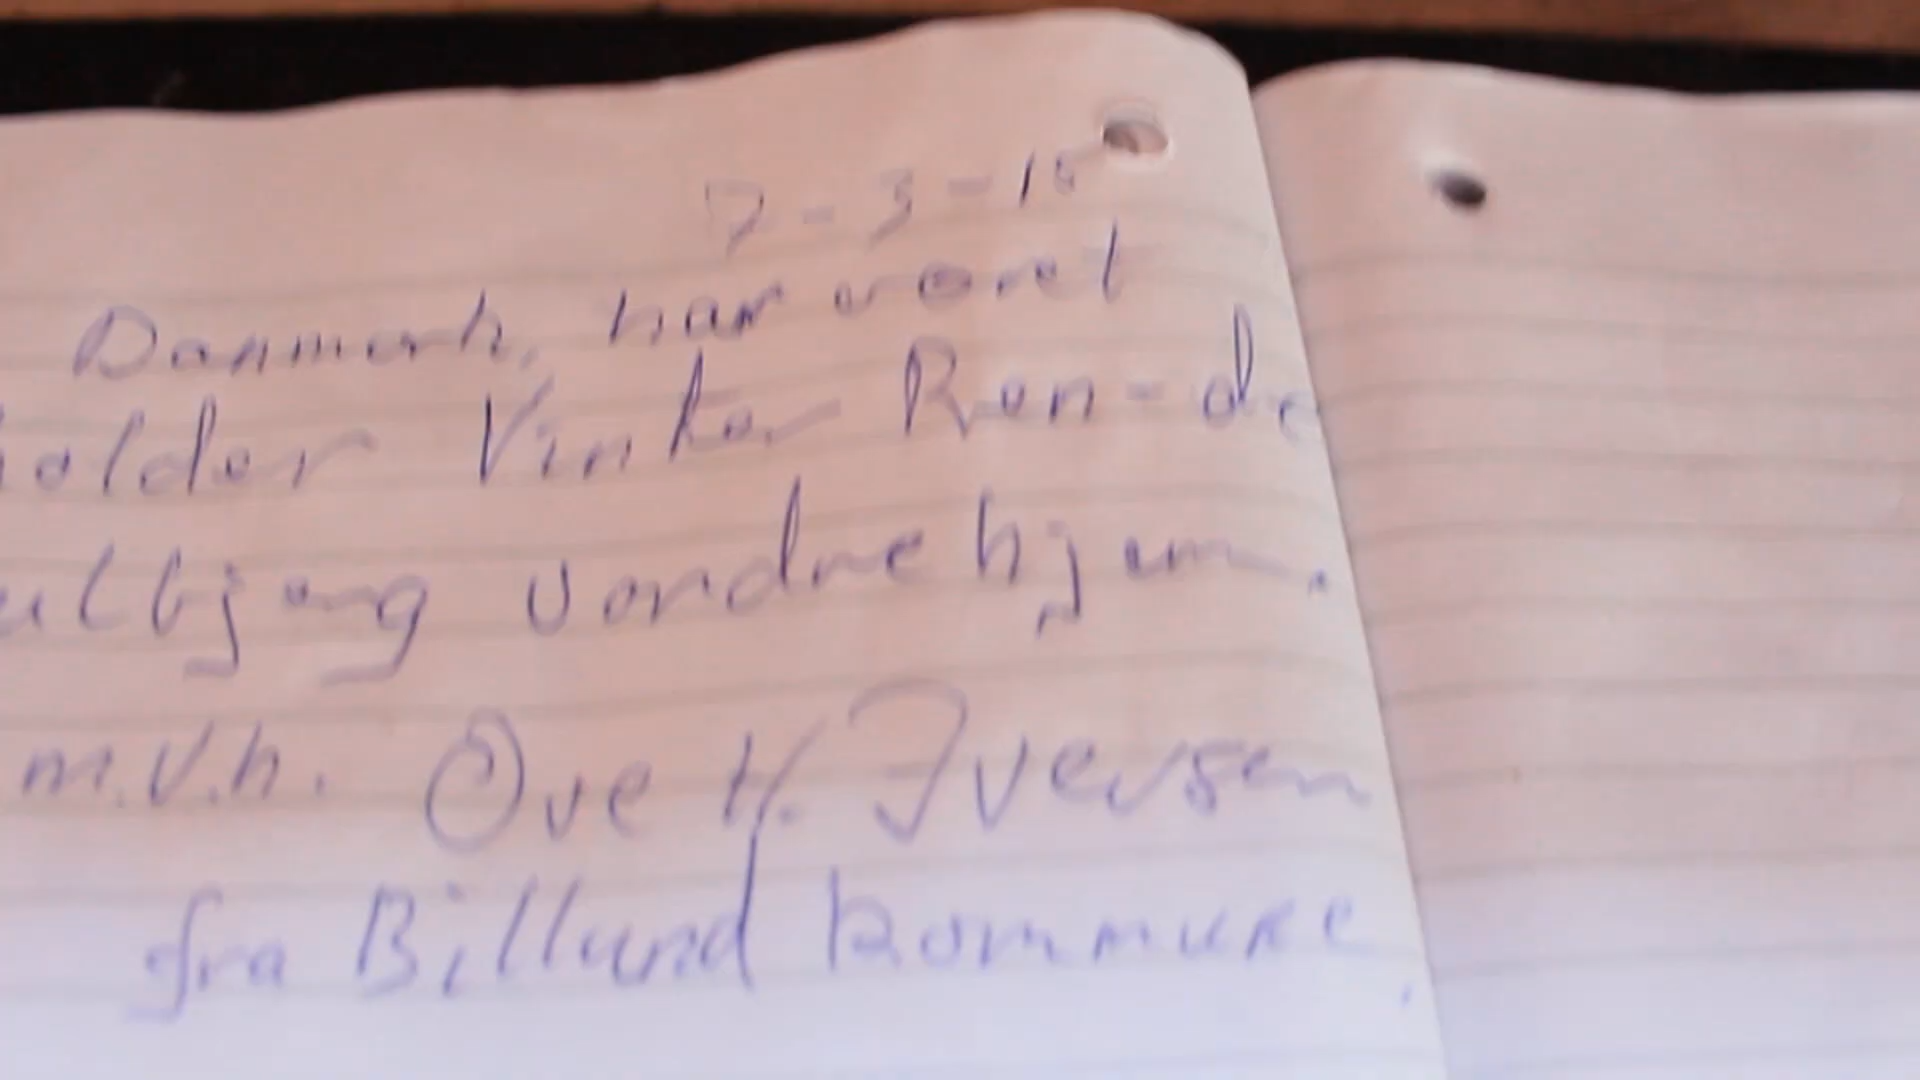 7-3-15
Danmark, har været
holder Vinter Ren-de
ulbjerg vandrehjem.
m.v.h. Ove H. Iversen
fra Billund kommune